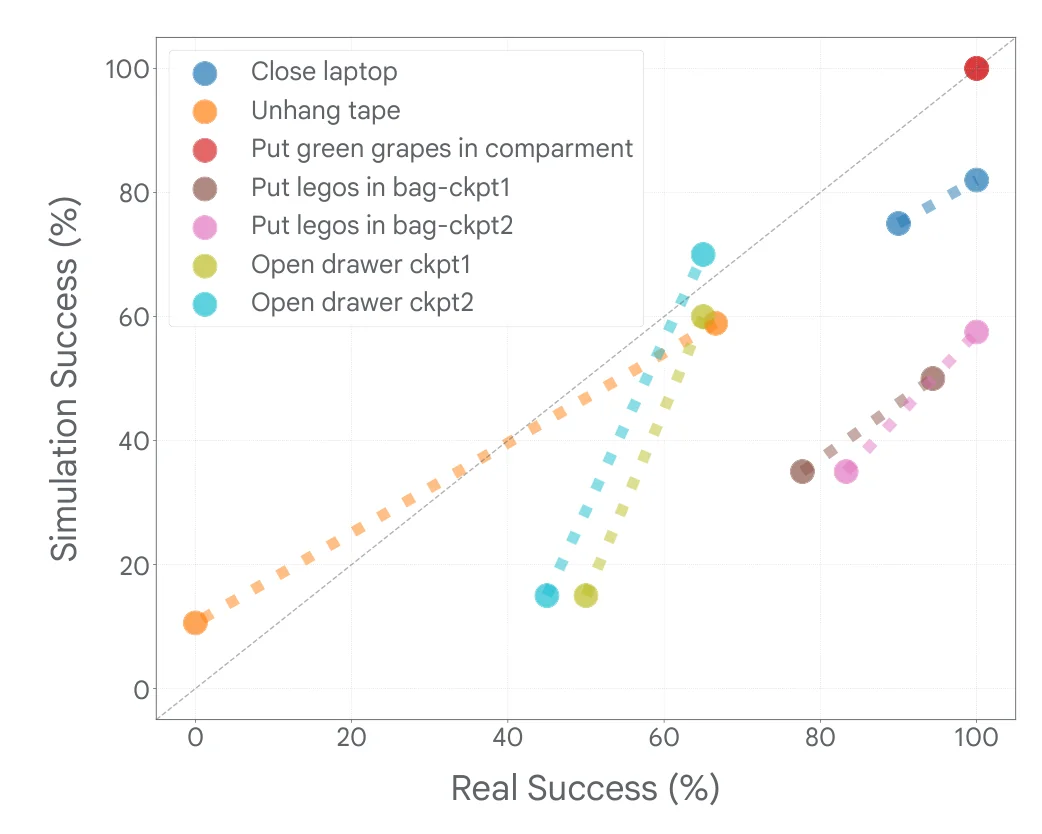 Close laptop
Unhang tape
Put green grapes in comparment
Put legos in bag-ckpt1
Put legos in bag-ckpt2
Open drawer ckpt1
Open drawer ckpt2
Simulation Success (%)
100
80
60
40
20
0
0 20 40 60 80 100
Real Success (%)